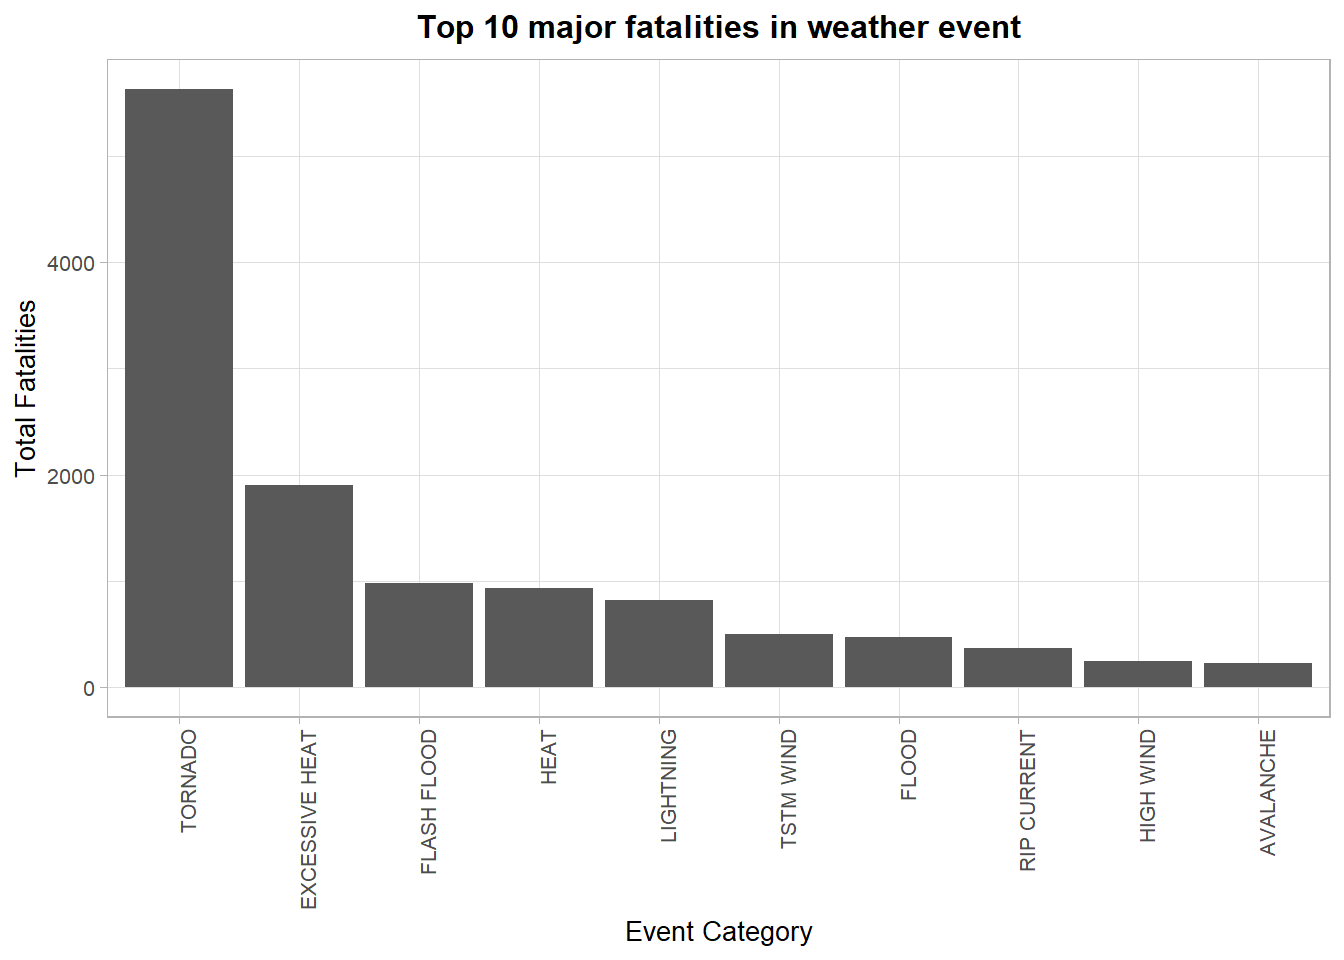 Top 10 major fatalities in weather event
Total Fatalities
4000
2000
0
TORNADO
EXCESSIVE HEAT
FLASH FLOOD
HEAT
LIGHTNING
TSTM WIND
FLOOD
RIP CURRENT
HIGH WIND
AVALANCHE
Event Category